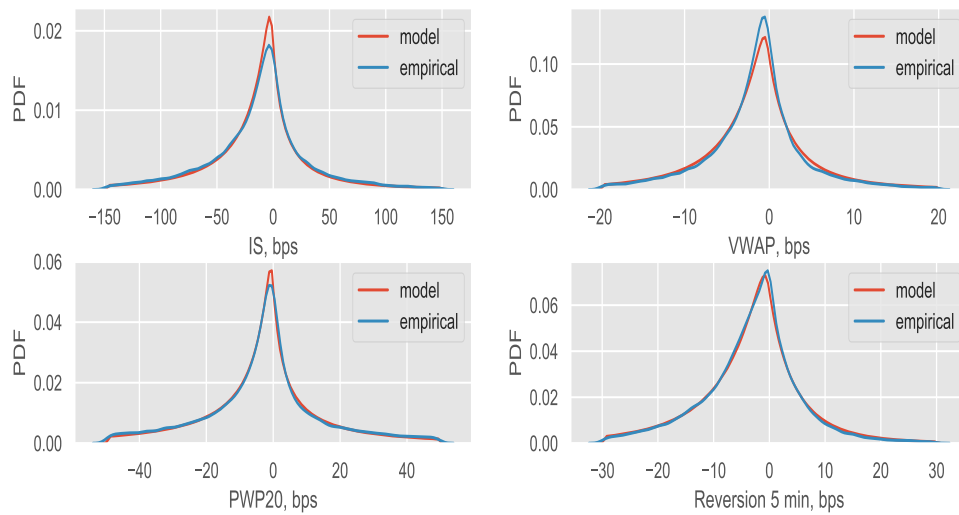 0.02
0.01
0.00
PDF
model
empirical
−150 −100 −50 0 50 100 150
IS, bps
0.10
0.05
0.00
PDF
model
empirical
−20 −10 0 10 20
VWAP, bps
0.06
0.04
0.02
0.00
PDF
model
empirical
−40 −20 0 20 40
PWP20, bps
0.06
0.04
0.02
0.00
PDF
model
empirical
−30 −20 −10 0 10 20 30
Reversion 5 min, bps